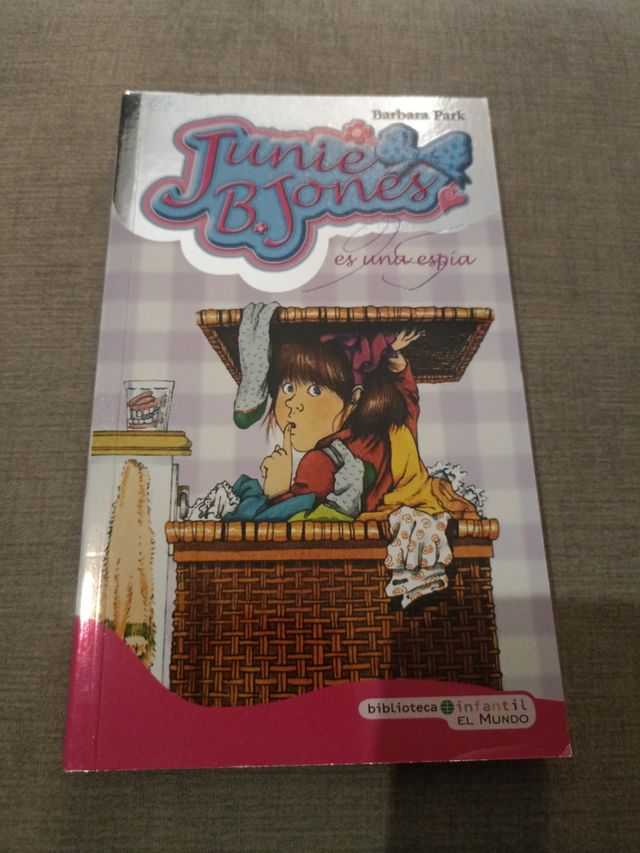 Barbara Park
Junie
B. Jones
es una espía
biblioteca infantil
EL MUNDO